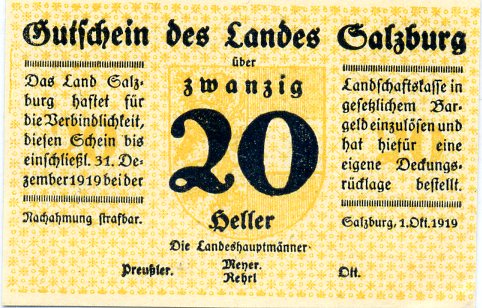 Gutschein des Landes Salzburg
über
zwanzig
20
Heller
Das Land Salz-
burg haftet für
die Verbindlichkeit,
diesen Schein bis
einschließl. 31. De-
zember 1919 bei der
Landschaftskasse in
gesetzlichem Bar-
geld einzulösen und
hat hiefür eine
eigene Deckungs-
rücklage bestellt.
Nachahmung strafbar.
Salzburg, 1. Okt. 1919
Die Landeshauptmänner
Preußler. Meyer. Ott.
Rehrl